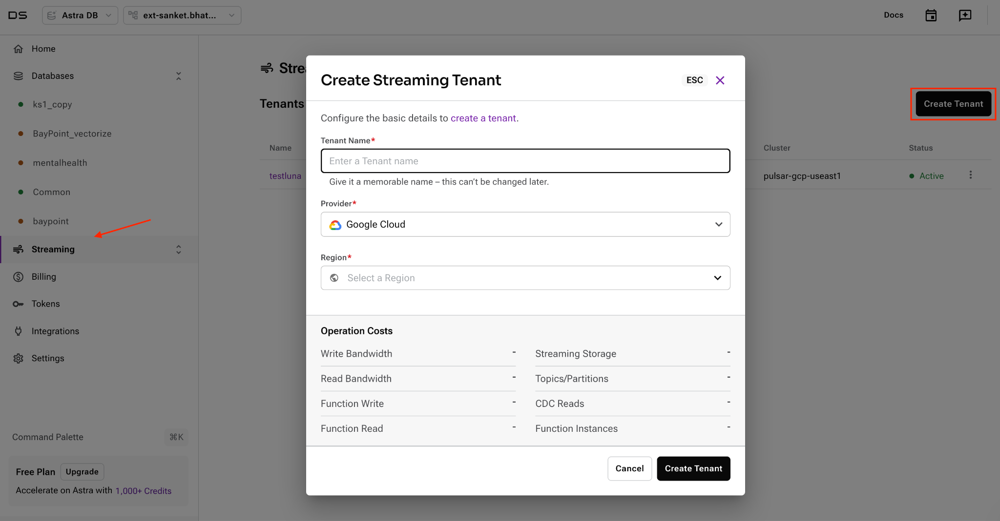 DS
Astra DB
ext-sanket.bhat...
Docs
Home
Databases
ks1_copy
BayPoint_vectorize
mentalhealth
Common
baypoint
Streaming
Billing
Tokens
Integrations
Settings
Command Palette
⌘K
Free Plan
Upgrade
Accelerate on Astra with 1,000+ Credits
Tenants
Create Tenant
Name
Cluster
Status
testluna
pulsar-gcp-useast1
Active
Create Streaming Tenant
ESC
Configure the basic details to create a tenant.
Tenant Name*
Enter a Tenant name
Give it a memorable name – this can’t be changed later.
Provider*
Google Cloud
Region*
Select a Region
Operation Costs
Write Bandwidth -
Streaming Storage -
Read Bandwidth -
Topics/Partitions -
Function Write -
CDC Reads -
Function Read -
Function Instances -
Cancel
Create Tenant